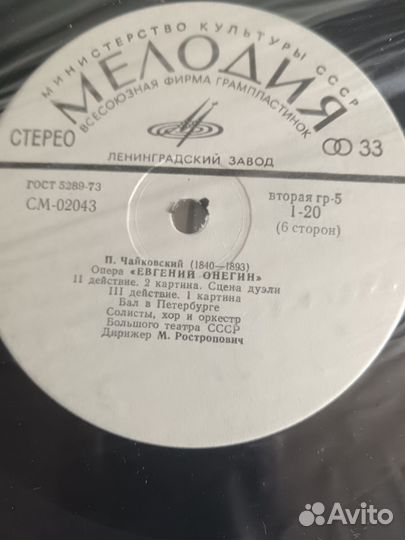 МИНИСТЕРСТВО КУЛЬТУРЫ СССР
МЕЛОДИЯ
ВСЕСОЮЗНАЯ ФИРМА ГРАМПЛАСТИНОК
СТЕРЕО
33
ЛЕНИНГРАДСКИЙ ЗАВОД
ГОСТ 5289-73
СМ-02043
вторая гр-5
1-20
(6 сторон)
П. Чайковский (1840—1893)
Опера «ЕВГЕНИЙ ОНЕГИН»
II действие. 2 картина. Сцена дуэли
III действие. 1 картина
Бал в Петербурге
Солисты, хор и оркестр
Большого театра СССР
Дирижер М. Ростропович
Avito